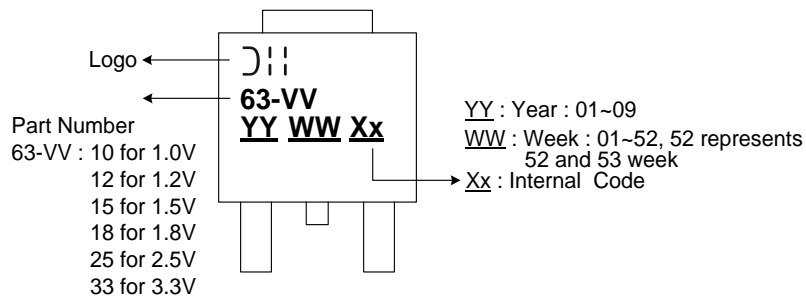 Logo
63-VV
YY WW Xx
Part Number
63-VV : 10 for 1.0V
12 for 1.2V
15 for 1.5V
18 for 1.8V
25 for 2.5V
33 for 3.3V
YY : Year : 01~09
WW : Week : 01~52, 52 represents
52 and 53 week
Xx : Internal Code